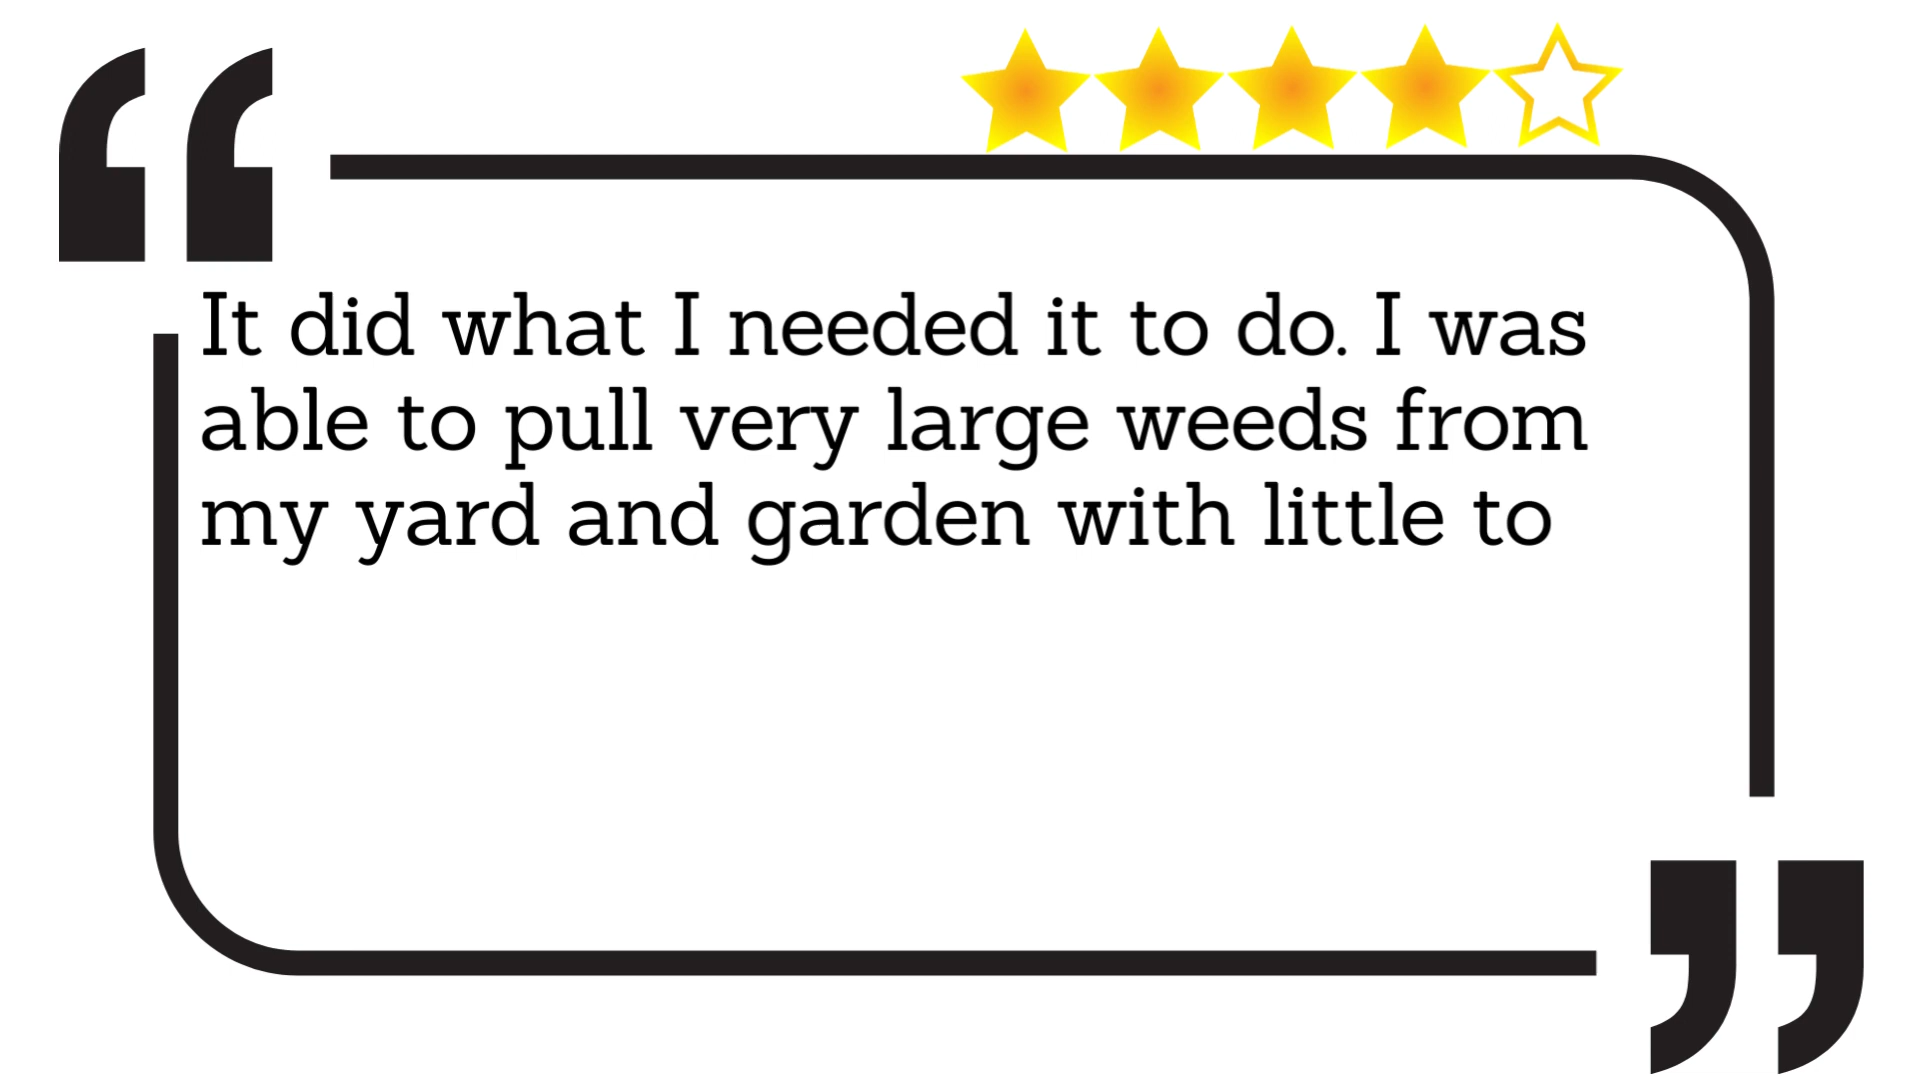 It did what I needed it to do. I was
able to pull very large weeds from
my yard and garden with little to